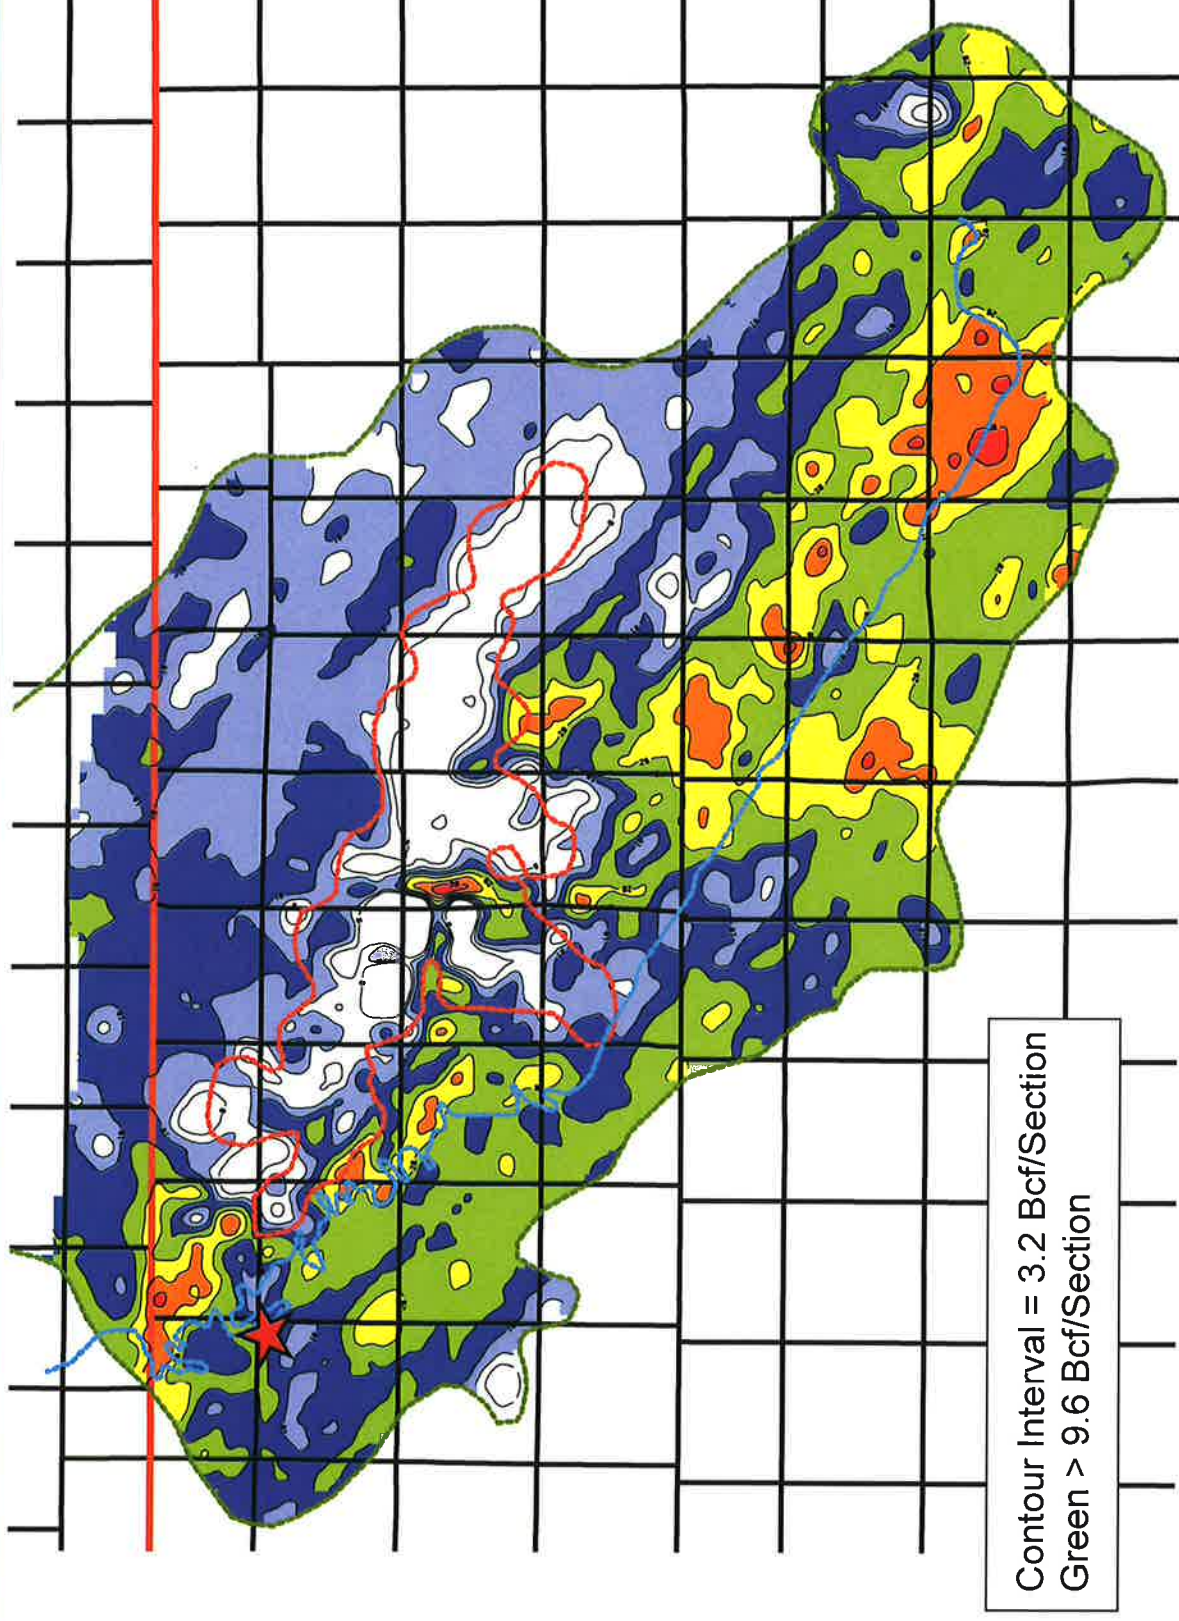 Contour Interval = 3.2 Bcf/Section
Green > 9.6 Bcf/Section